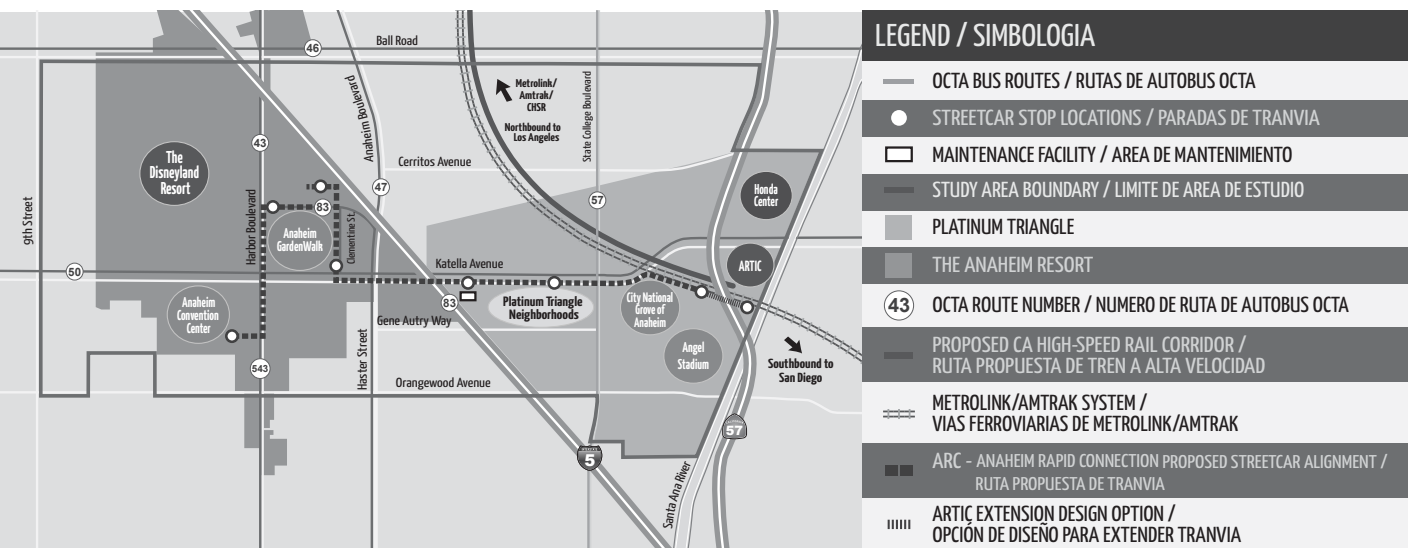 46
Ball Road
Metrolink/
Amtrak/
CHSR
Northbound to
Los Angeles
State College Boulevard
Anaheim Boulevard
43
Cerritos Avenue
The
Disneyland
Resort
47
57
Honda
Center
9th Street
Harbor Boulevard
83
Clementine St.
Anaheim
GardenWalk
50
Katella Avenue
ARTIC
Anaheim
Convention
Center
83
Platinum Triangle
Neighborhoods
City National
Grove of
Anaheim
Gene Autry Way
Angel
Stadium
Southbound to
San Diego
543
Haster Street
Orangewood Avenue
57
5
Santa Ana River
LEGEND / SIMBOLOGIA
OCTA BUS ROUTES / RUTAS DE AUTOBUS OCTA
STREETCAR STOP LOCATIONS / PARADAS DE TRANVIA
MAINTENANCE FACILITY / AREA DE MANTENIMIENTO
STUDY AREA BOUNDARY / LIMITE DE AREA DE ESTUDIO
PLATINUM TRIANGLE
THE ANAHEIM RESORT
43 OCTA ROUTE NUMBER / NUMERO DE RUTA DE AUTOBUS OCTA
PROPOSED CA HIGH-SPEED RAIL CORRIDOR /
RUTA PROPUESTA DE TREN A ALTA VELOCIDAD
METROLINK/AMTRAK SYSTEM /
VIAS FERROVIARIAS DE METROLINK/AMTRAK
ARC - ANAHEIM RAPID CONNECTION PROPOSED STREETCAR ALIGNMENT /
RUTA PROPUESTA DE TRANVIA
ARTIC EXTENSION DESIGN OPTION /
OPCIÓN DE DISEÑO PARA EXTENDER TRANVIA